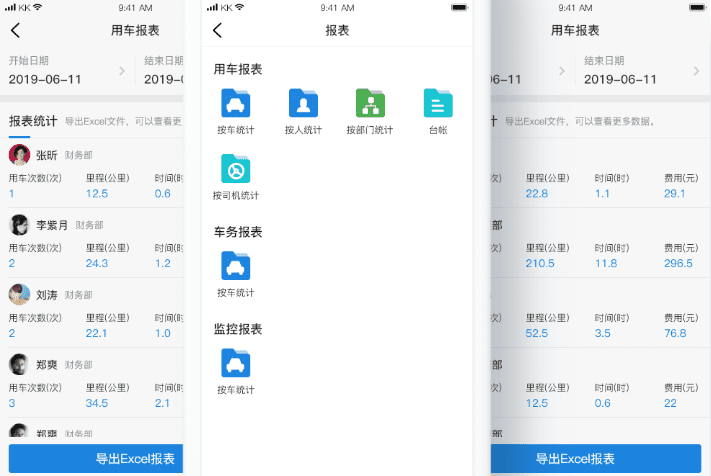 KK 9:41 AM
用车报表
开始日期 结束日期
2019-06-11 2019-06-11
报表统计 导出Excel文件，可以查看更
张昕 财务部
用车次数(次) 里程(公里) 时间(时
1 12.5 0.6
李紫月 财务部
用车次数(次) 里程(公里) 时间(时
2 24.3 1.2
刘涛 财务部
用车次数(次) 里程(公里) 时间(时
2 22.1 1.0
郑爽 财务部
用车次数(次) 里程(公里) 时间(时
3 34.5 2.1
郑爽 财务部
导出Excel报表
KK 9:41 AM
报表
用车报表
按车统计 按人统计 按部门统计 台帐
按司机统计
车务报表
按车统计
监控报表
按车统计
9:41 AM
用车报表
结束日期
06-11 2019-06-11
计 导出Excel文件，可以查看更多数据。
次) 里程(公里) 时间(时) 费用(元)
22.8 1.1 29.1
部
次) 里程(公里) 时间(时) 费用(元)
210.5 11.8 296.5
次) 里程(公里) 时间(时) 费用(元)
52.5 3.5 76.8
部
次) 里程(公里) 时间(时) 费用(元)
12.5 0.6 22
部
导出Excel报表